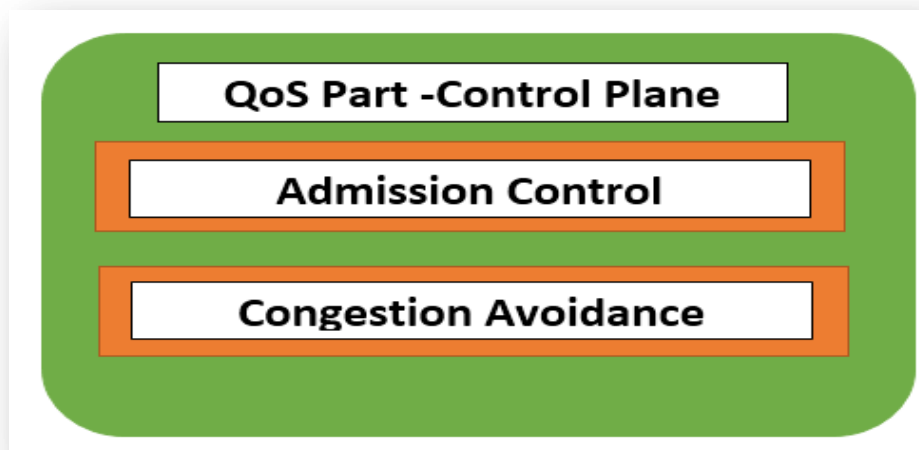 QoS Part -Control Plane
Admission Control
Congestion Avoidance